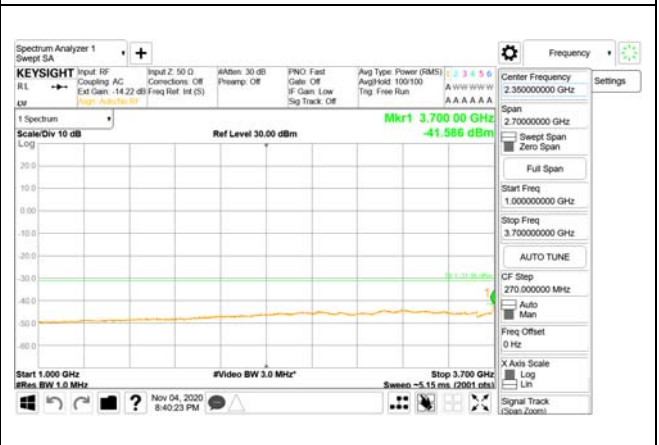 Spectrum Analyzer 1
Swept SA
+
Frequency
Settings
KEYSIGHT
RL
Input: RF
Coupling: AC
Ext Gain: -14.22 dB
Align: Auto/No RF
Input Z: 50 Ω
Corrections: Off
Freq Ref: Int (S)
#Atten: 30 dB
Preamp: Off
PNO: Fast
Gate: Off
IF Gain: Low
Sig Track: Off
Avg Type: Power (RMS)
Avg|Hold: 100/100
Trig: Free Run
1 2 3 4 5 6
A W W W W W
A A A A A A
1 Spectrum
Scale/Div 10 dB
Ref Level 30.00 dBm
Mkr1 3.700 00 GHz
-41.586 dBm
Log
20.0
10.0
0.00
-10.0
-20.0
-30.0
-40.0
-50.0
-60.0
1
Start 1.000 GHz
#Video BW 3.0 MHz*
Stop 3.700 GHz
#Res BW 1.0 MHz
Sweep ~5.15 ms (2001 pts)
Center Frequency
2.350000000 GHz
Span
2.70000000 GHz
Swept Span
Zero Span
Full Span
Start Freq
1.000000000 GHz
Stop Freq
3.700000000 GHz
AUTO TUNE
CF Step
270.000000 MHz
Auto
Man
Freq Offset
0 Hz
X Axis Scale
Log
Lin
Signal Track
(Span Zoom)
?
Nov 04, 2020
8:40:23 PM